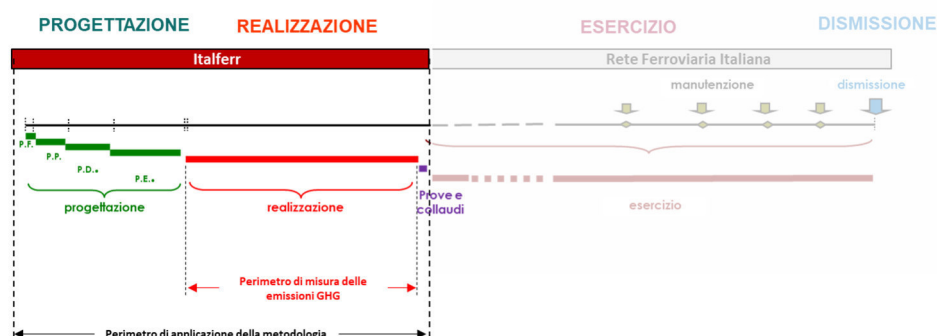 PROGETTAZIONE REALIZZAZIONE ESERCIZIO DISMISSIONE
Italferr Rete Ferroviaria Italiana
manutenzione dismissione
P.F.
P.P.
P.D.
P.E.
progettazione realizzazione Prove e collaudi esercizio
Perimetro di misura delle
emissioni GHG
Perimetro di applicazione della metodologia